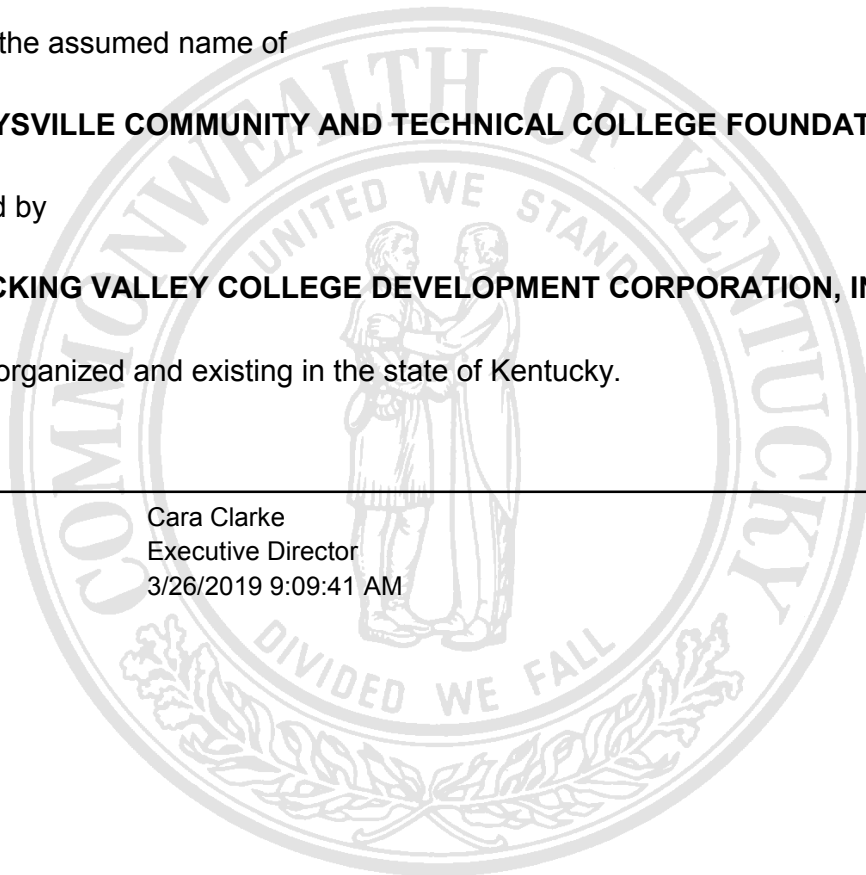 the assumed name of
YSVILLE COMMUNITY AND TECHNICAL COLLEGE FOUNDAT
d by
CKING VALLEY COLLEGE DEVELOPMENT CORPORATION, IN
organized and existing in the state of Kentucky.
Cara Clarke
Executive Director
3/26/2019 9:09:41 AM
COMMONWEALTH OF KENTUCKY
UNITED WE STAND
DIVIDED WE FALL